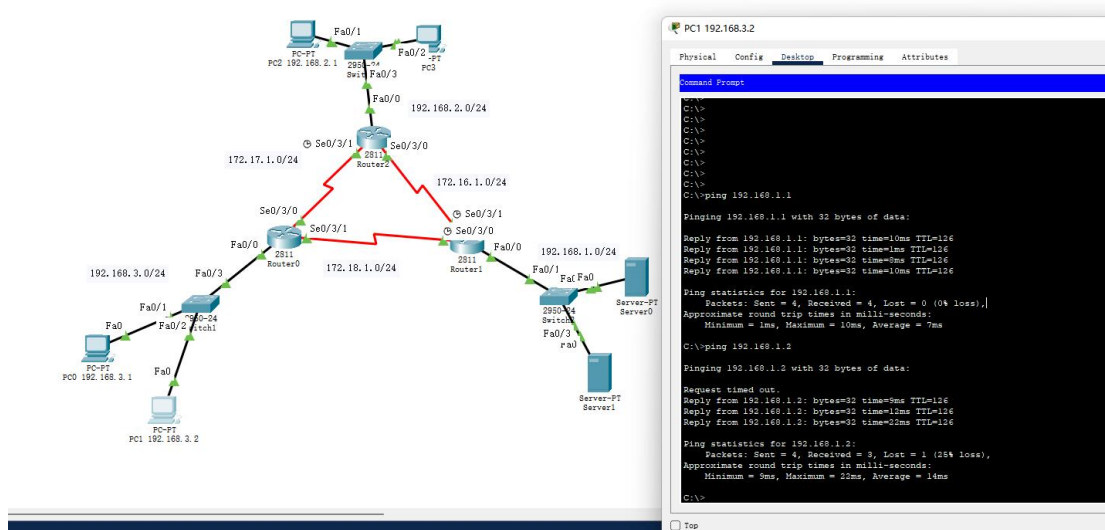 Fa0/1
PC-PT
PC2 192.168.2.1
Fa0/2
-PT
PC3
2950-24
Fa0/3
Fa0/0
192.168.2.0/24
Se0/3/1
Se0/3/0
2811
Router2
172.17.1.0/24
172.16.1.0/24
Se0/3/0
Se0/3/1
Fa0/0
2811
Router0
172.18.1.0/24
Se0/3/1
Se0/3/0
Fa0/0
2811
Router1
192.168.1.0/24
Fa0/1
Fa0
2950-24
Fa0/3
Server-PT
Server0
Server-PT
Server1
192.168.3.0/24
Fa0/3
Fa0/1
Fa0/2
Fa0
PC-PT
PC0 192.168.3.1
Fa0
PC-PT
PC1 192.168.3.2
PC1 192.168.3.2
Physical Config Desktop Programming Attributes
Command Prompt
C:\>
C:\>
C:\>
C:\>
C:\>
C:\>
C:\>
C:\>ping 192.168.1.1
Pinging 192.168.1.1 with 32 bytes of data:
Reply from 192.168.1.1: bytes=32 time=10ms TTL=126
Reply from 192.168.1.1: bytes=32 time=1ms TTL=126
Reply from 192.168.1.1: bytes=32 time=8ms TTL=126
Reply from 192.168.1.1: bytes=32 time=10ms TTL=126
Ping statistics for 192.168.1.1:
Packets: Sent = 4, Received = 4, Lost = 0 (0% loss),
Approximate round trip times in milli-seconds:
Minimum = 1ms, Maximum = 10ms, Average = 7ms
C:\>ping 192.168.1.2
Pinging 192.168.1.2 with 32 bytes of data:
Request timed out.
Reply from 192.168.1.2: bytes=32 time=9ms TTL=126
Reply from 192.168.1.2: bytes=32 time=12ms TTL=126
Reply from 192.168.1.2: bytes=32 time=22ms TTL=126
Ping statistics for 192.168.1.2:
Packets: Sent = 4, Received = 3, Lost = 1 (25% loss),
Approximate round trip times in milli-seconds:
Minimum = 9ms, Maximum = 22ms, Average = 14ms
C:\>
Top